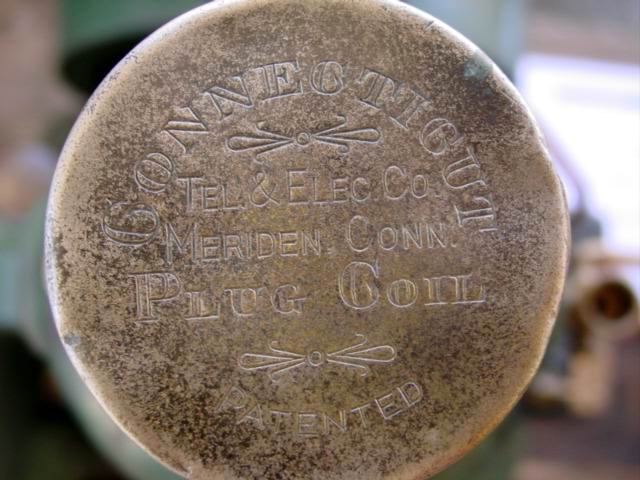 CONNECTICUT
TEL. & ELEC. CO.
MERIDEN. CONN.
PLUG COIL
PATENTED